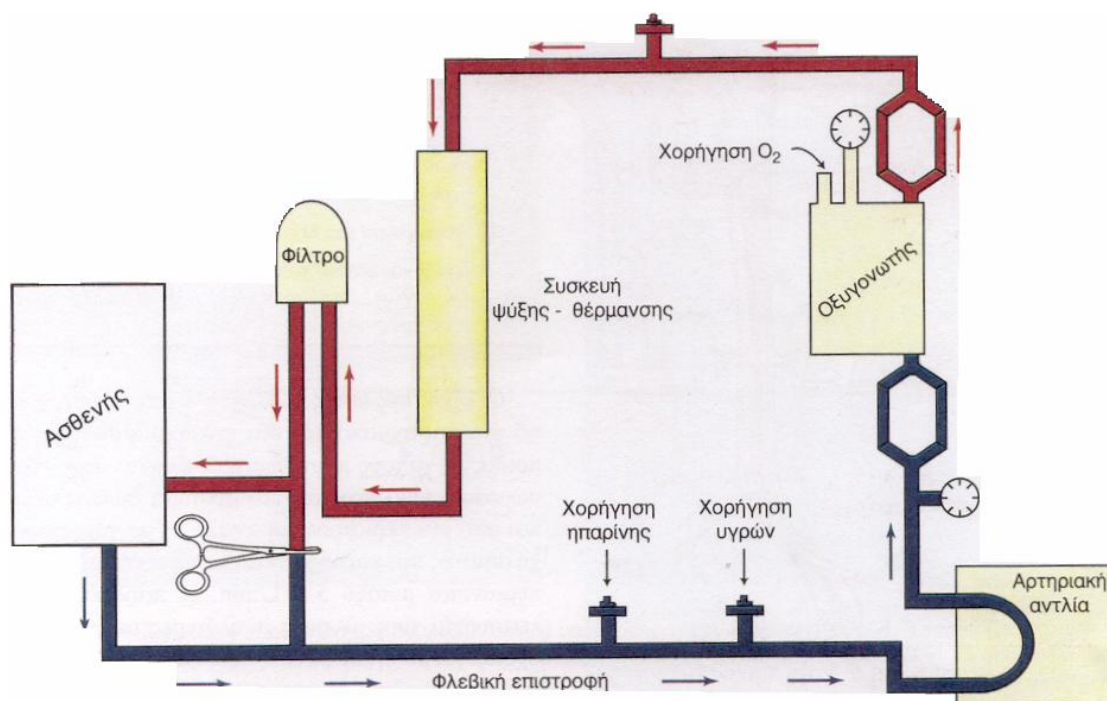 Χορήγηση O₂
Φίλτρο
Συσκευή
ψύξης - θέρμανσης
Οξυγονωτής
Ασθενής
Χορήγηση
ηπαρίνης
Χορήγηση
υγρών
Αρτηριακή
αντλία
Φλεβική επιστροφή